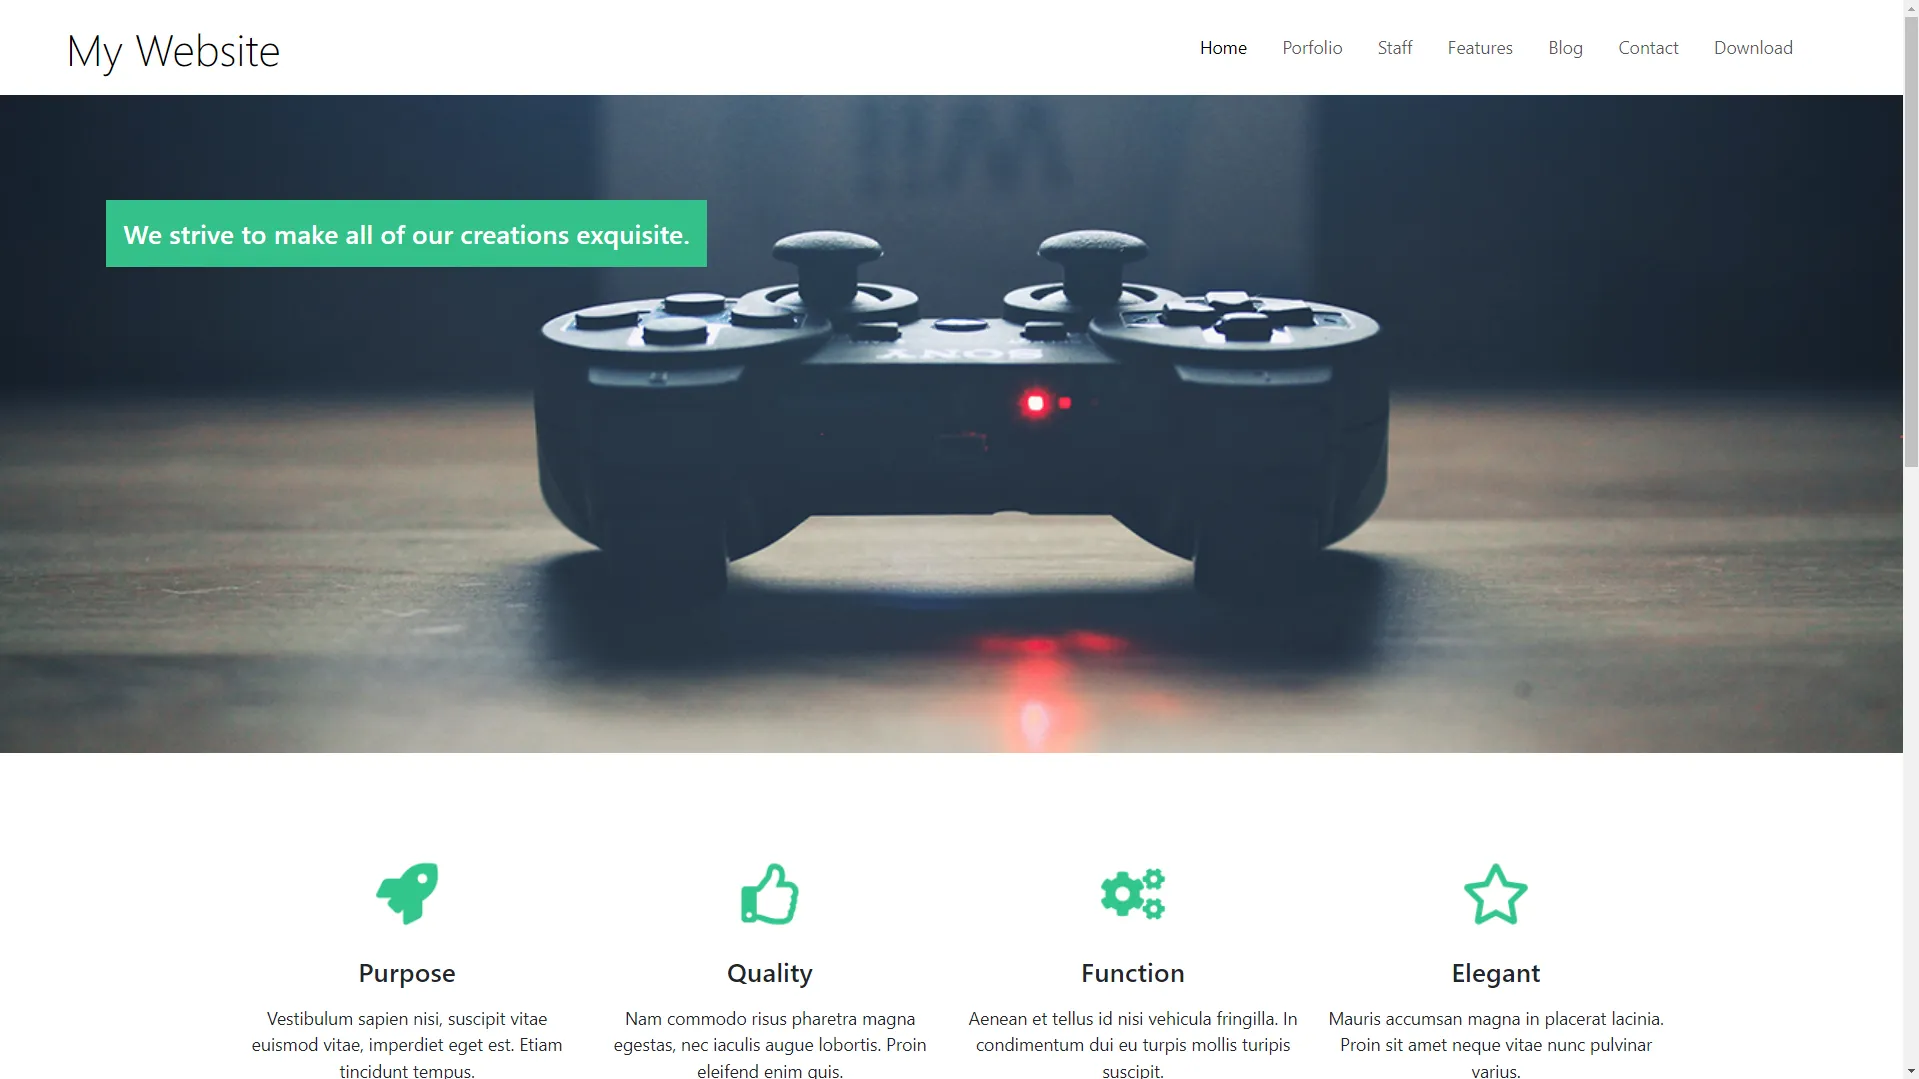 My Website
Home Porfolio Staff Features Blog Contact Download
We strive to make all of our creations exquisite.
SONY
Purpose
Quality
Function
Elegant
Vestibulum sapien nisi, suscipit vitae
euismod vitae, imperdiet eget est. Etiam
tincidunt tempus.
Nam commodo risus pharetra magna
egestas, nec iaculis augue lobortis. Proin
eleifend enim quis.
Aenean et tellus id nisi vehicula fringilla. In
condimentum dui eu turpis mollis turipis
suscipit.
Mauris accumsan magna in placerat lacinia.
Proin sit amet neque vitae nunc pulvinar
varius.